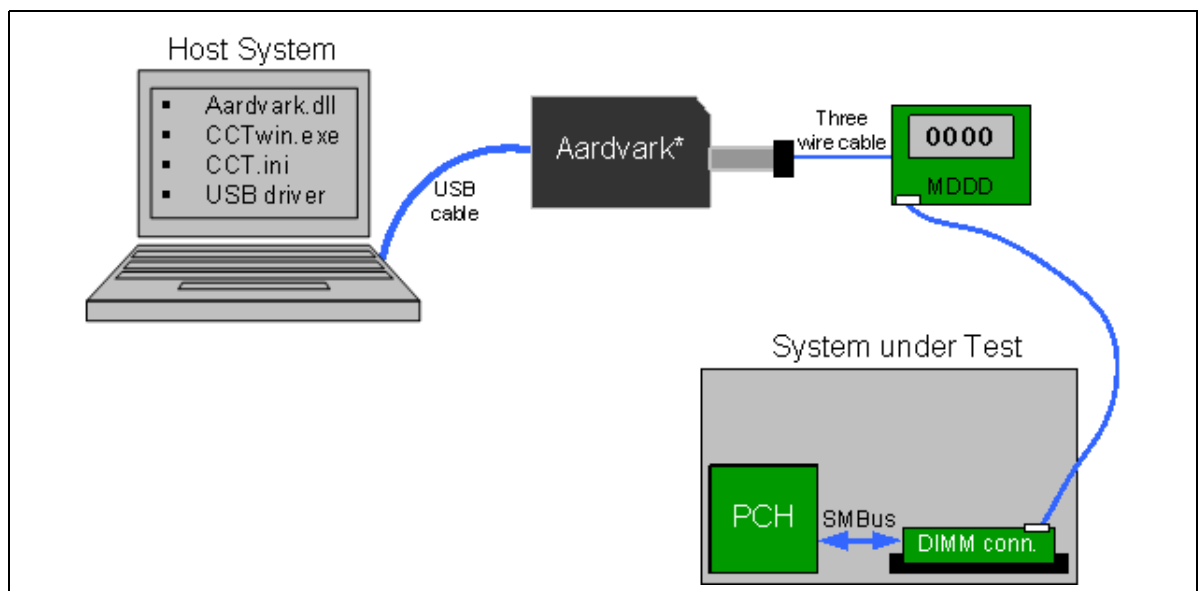 Host System
▪ Aardvark.dll
▪ CCTwin.exe
▪ CCT.ini
▪ USB driver
USB
cable
Aardvark*
Three
wire cable
0000
MDDD
System under Test
PCH
SMBus
DIMM conn.